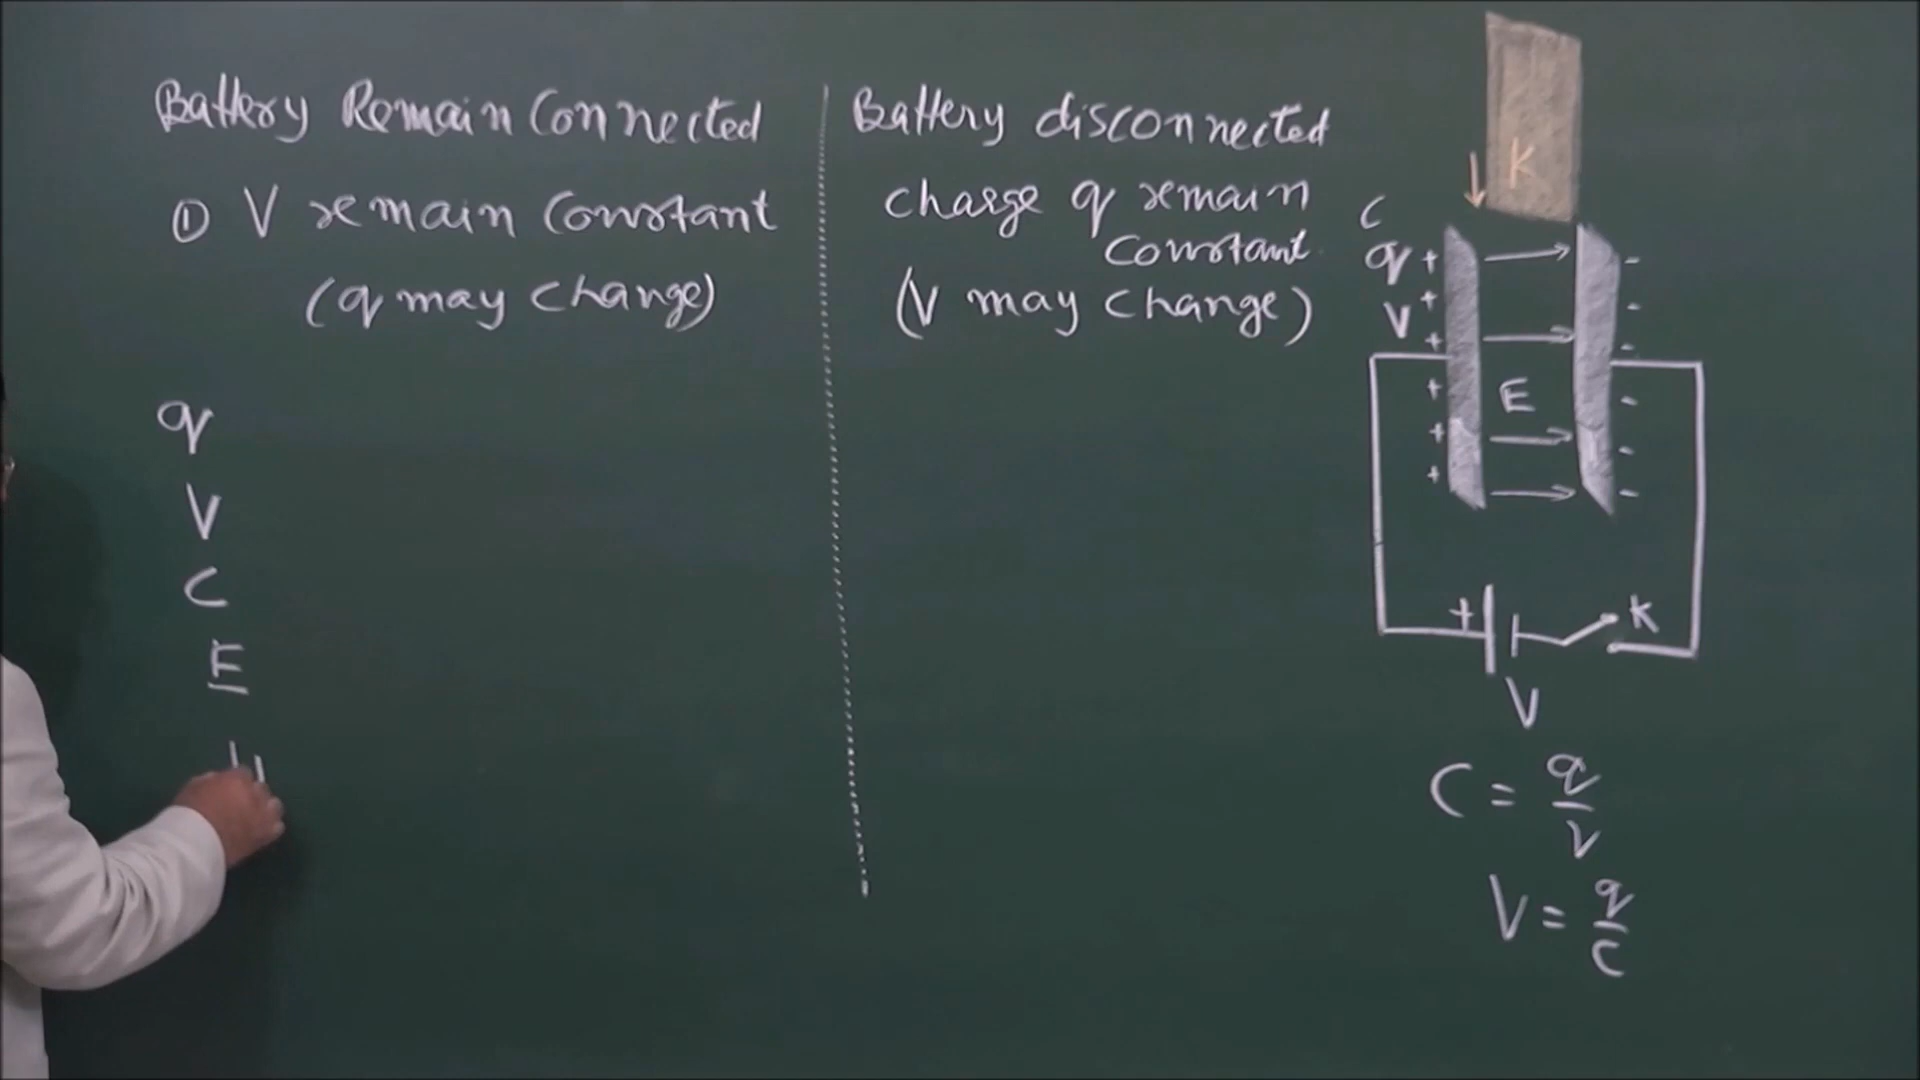 Battery Remain Connected
① V remain Constant
(q may change)
q
V
C
E
Battery disconnected
charge q remain
constant
(V may change)
K
C
q
V
+ + + + + +
- - - - - -
E
+
K
V
C = q/V
V = q/C